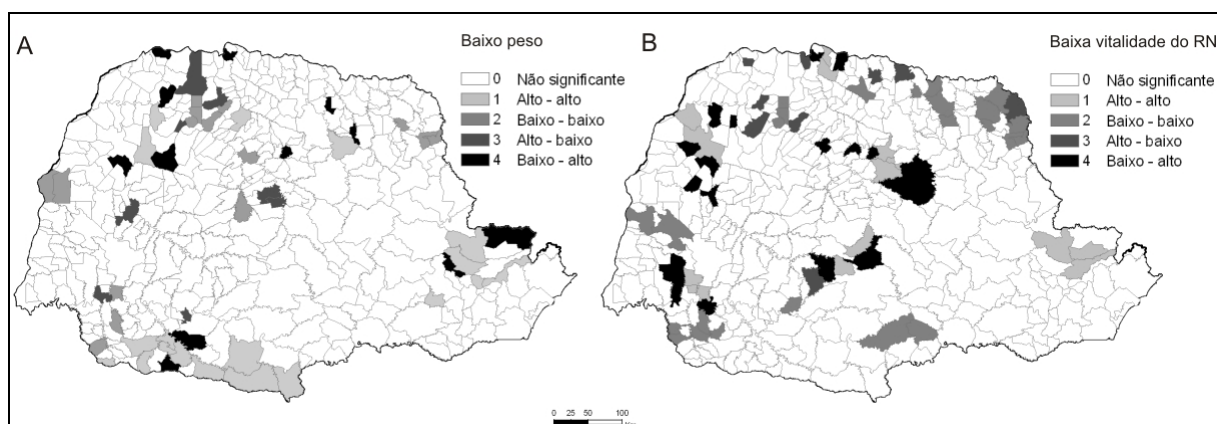 A
Baixo peso
0 Não significante
1 Alto - alto
2 Baixo - baixo
3 Alto - baixo
4 Baixo - alto
B
Baixa vitalidade do RN
0 Não significante
1 Alto - alto
2 Baixo - baixo
3 Alto - baixo
4 Baixo - alto
0 25 50 100